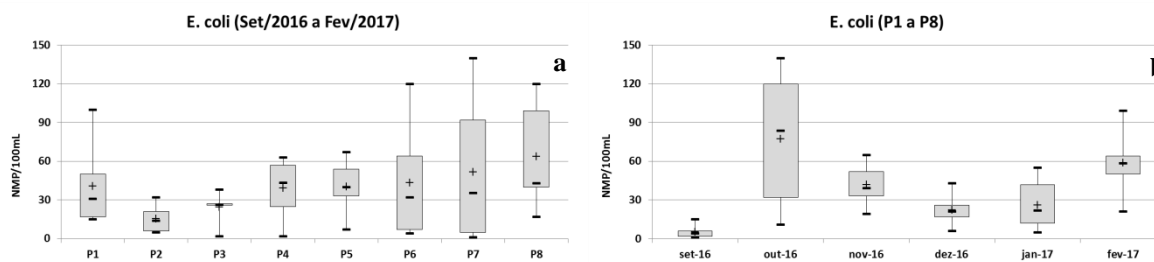 E. coli (Set/2016 a Fev/2017)
a
NMP/100mL
150
120
90
60
30
0
P1 P2 P3 P4 P5 P6 P7 P8
E. coli (P1 a P8)
b
NMP/100mL
150
120
90
60
30
0
set-16 out-16 nov-16 dez-16 jan-17 fev-17